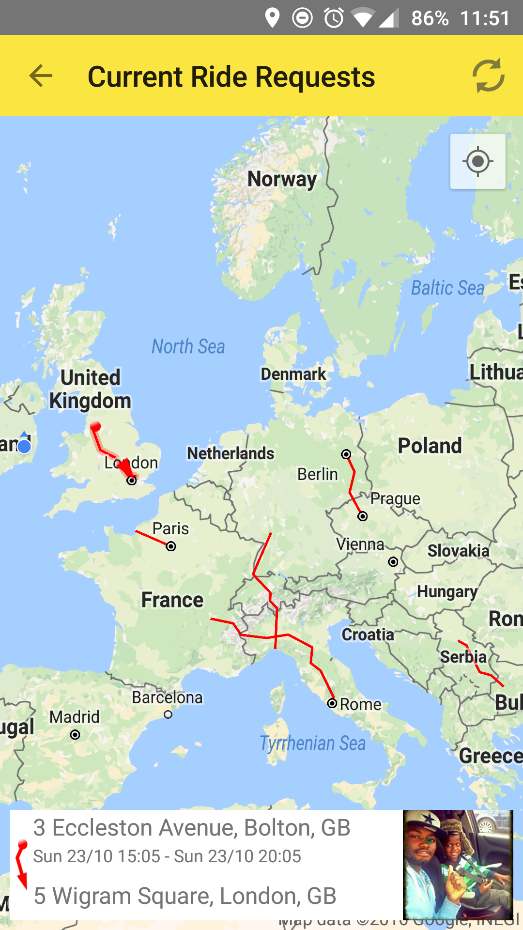 86% 11:51
Current Ride Requests
Norway
Baltic Sea
North Sea
Denmark
Lithua
United
Kingdom
Netherlands
Poland
London
Berlin
Prague
Paris
Vienna
Slovakia
France
Hungary
Ron
Croatia
Serbia
Barcelona
Rome
Bul
Madrid
ugal
Tyrrhenian Sea
Greece
3 Eccleston Avenue, Bolton, GB
Sun 23/10 15:05 - Sun 23/10 20:05
5 Wigram Square, London, GB
Map data ©2016 Google, INEGI